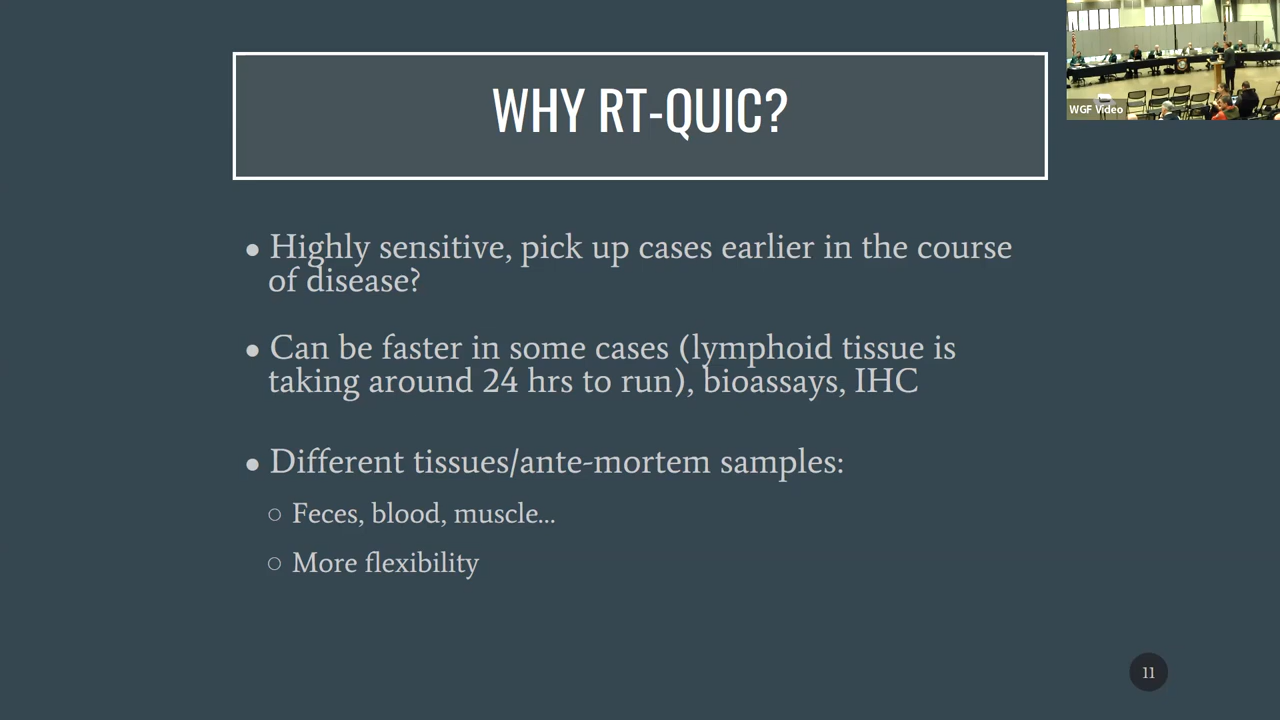 WGF Video
WHY RT-QUIC?
● Highly sensitive, pick up cases earlier in the course
of disease?
● Can be faster in some cases (lymphoid tissue is
taking around 24 hrs to run), bioassays, IHC
● Different tissues/ante-mortem samples:
○ Feces, blood, muscle...
○ More flexibility
11